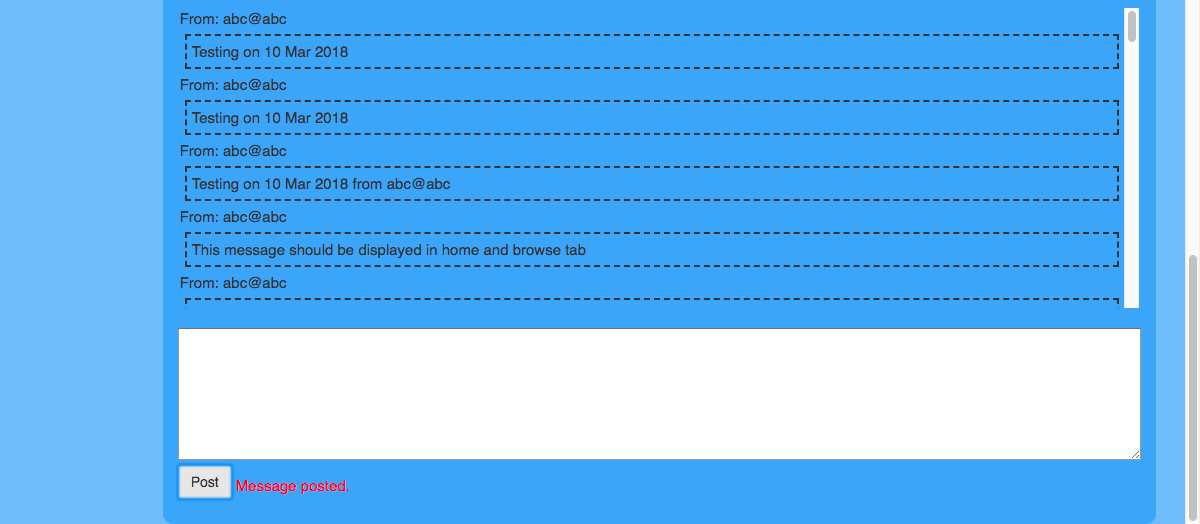 From: abc@abc
Testing on 10 Mar 2018
From: abc@abc
Testing on 10 Mar 2018
From: abc@abc
Testing on 10 Mar 2018 from abc@abc
From: abc@abc
This message should be displayed in home and browse tab
From: abc@abc
Post Message posted.